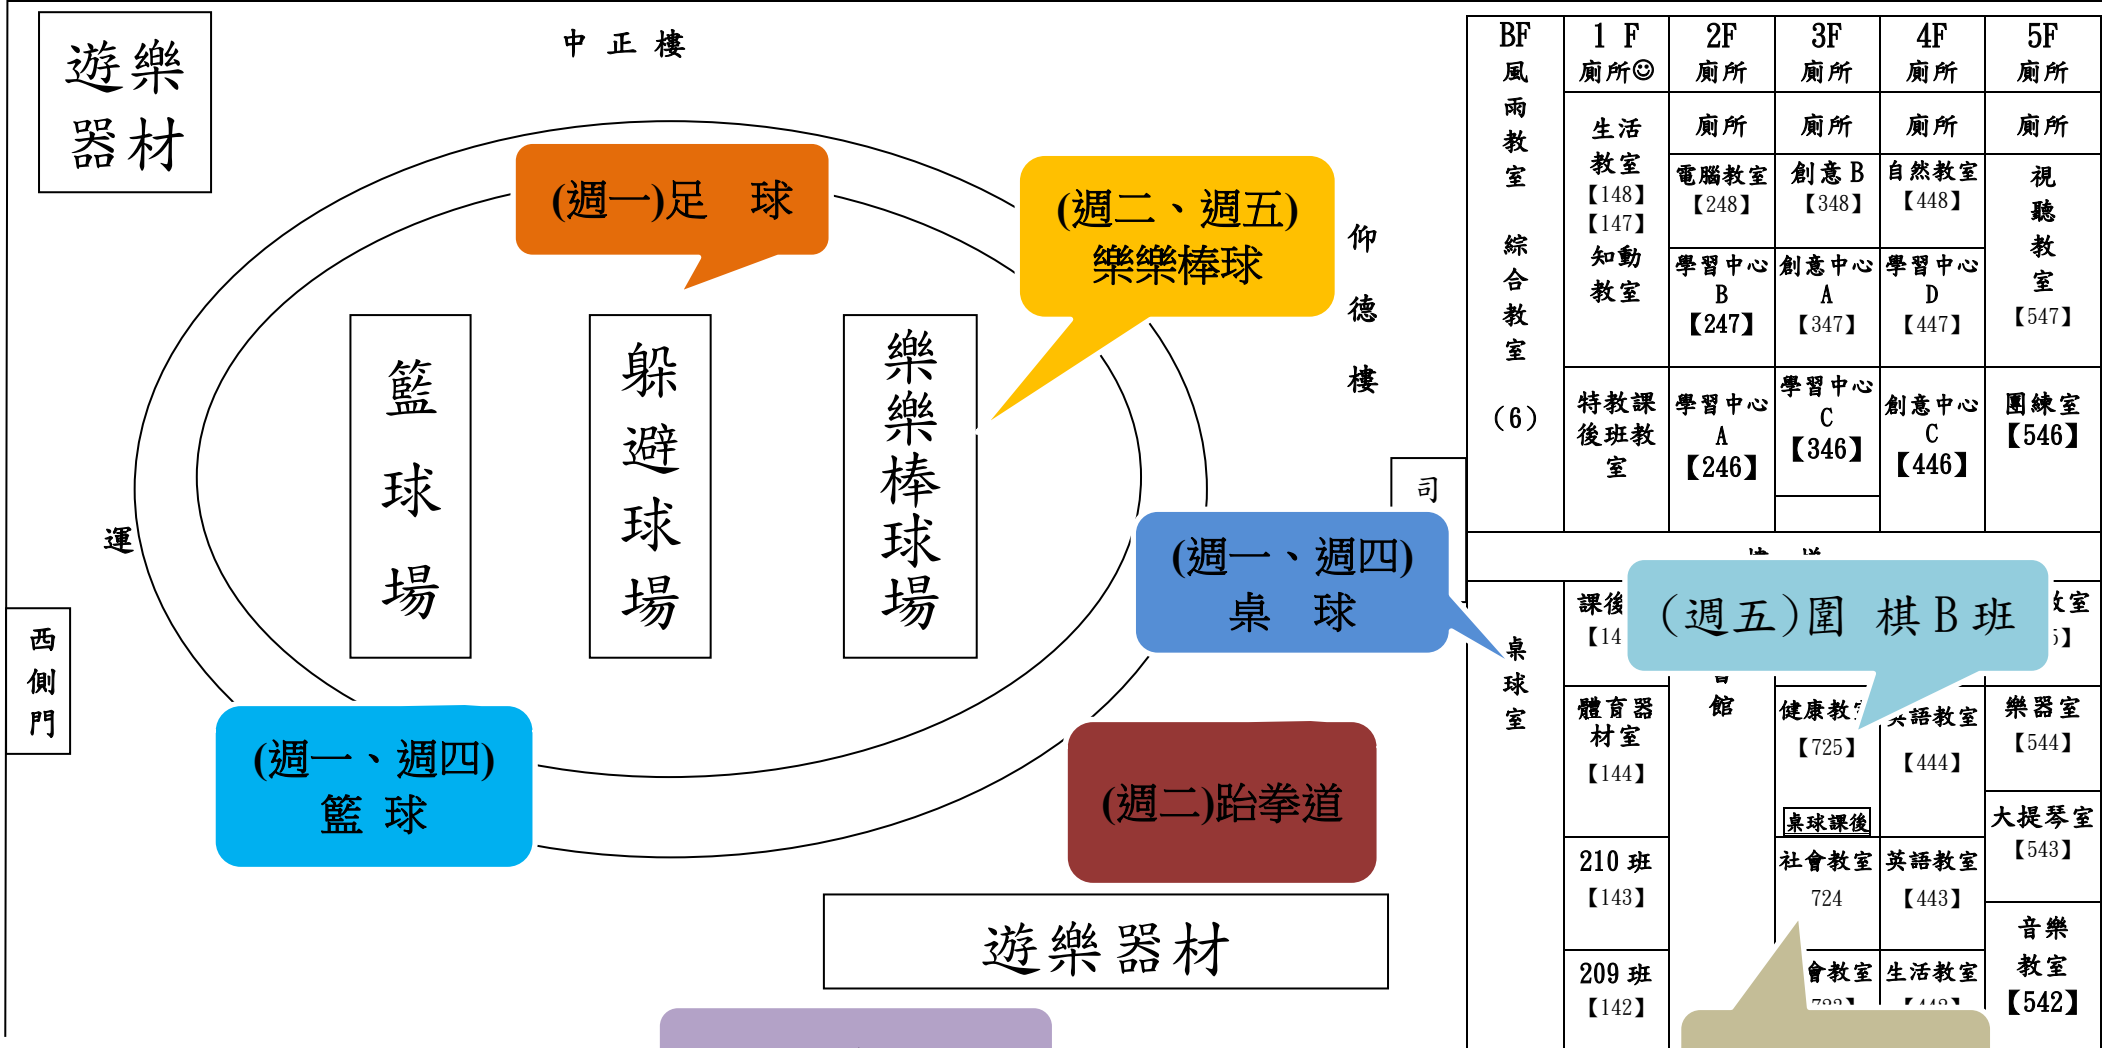 遊樂
器材
中 正 樓
(週一)足 球
(週二、週五)
樂樂棒球
仰
德
樓
籃
球
場
躲
避
球
場
樂
樂
棒
球
場
運
西
側
門
司
(週一、週四)
桌 球
(週一、週四)
籃 球
(週二)跆拳道
遊樂器材
BF
風
雨
教
室
綜
合
教
室
(6)
1 F
廁所☺
2F
廁所
3F
廁所
4F
廁所
5F
廁所
生活
教室
【148】
【147】
知動
教室
廁所
廁所
廁所
廁所
電腦教室
【248】
創意 B
【348】
自然教室
【448】
視
聽
教
室
【547】
學習中心
B
【247】
創意中心
A
【347】
學習中心
D
【447】
特教課
後班教
室
學習中心
A
【246】
學習中心
C
【346】
創意中心
C
【446】
團練室
【546】
桌
球
室
課後
【14
(週五)圍 棋 B 班
室
】
體育器
材室
【144】
館
健康教
【725】
桌球課後
英語教室
【444】
樂器室
【544】
大提琴室
【543】
210 班
【143】
社會教室
724
英語教室
【443】
209 班
【142】
會教室
生活教室
音樂
教室
【542】